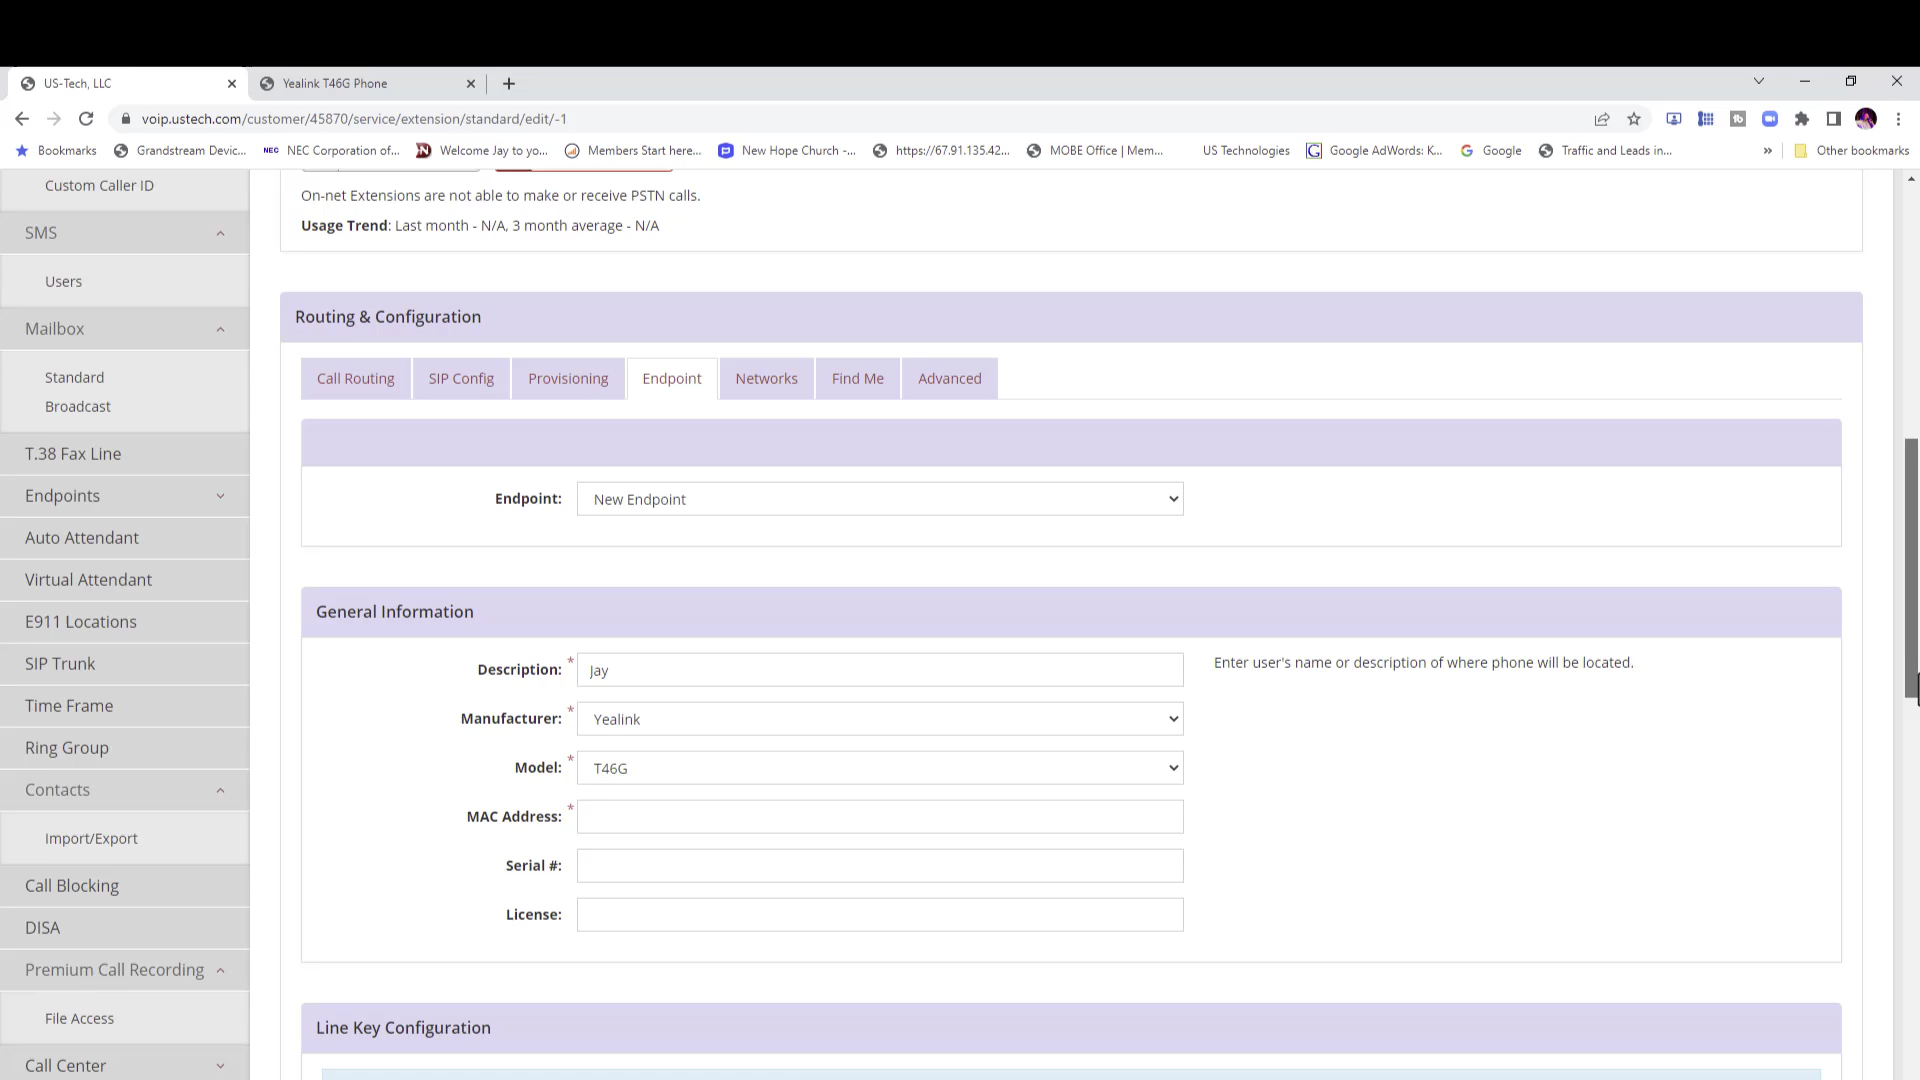 US-Tech, LLC
Yealink T46G Phone
voip.ustech.com/customer/45870/service/extension/standard/edit/-1
Bookmarks
Grandstream Devic...
NEC NEC Corporation of...
Welcome Jay to yo...
Members Start here...
New Hope Church -...
https://67.91.135.42...
MOBE Office | Mem...
US Technologies
Google AdWords: K...
Google
Traffic and Leads in...
»
Other bookmarks
Custom Caller ID
SMS
Users
Mailbox
Standard
Broadcast
T.38 Fax Line
Endpoints
Auto Attendant
Virtual Attendant
E911 Locations
SIP Trunk
Time Frame
Ring Group
Contacts
Import/Export
Call Blocking
DISA
Premium Call Recording
File Access
Call Center
On-net Extensions are not able to make or receive PSTN calls.
Usage Trend: Last month - N/A, 3 month average - N/A
Routing & Configuration
Call Routing
SIP Config
Provisioning
Endpoint
Networks
Find Me
Advanced
Endpoint: New Endpoint
General Information
Description: * Jay
Enter user's name or description of where phone will be located.
Manufacturer: * Yealink
Model: * T46G
MAC Address: *
Serial #:
License:
Line Key Configuration